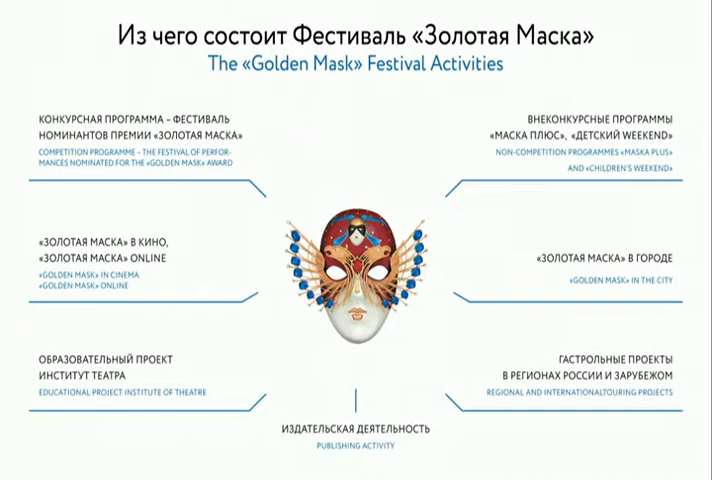 Из чего состоит Фестиваль «Золотая Маска»
The «Golden Mask» Festival Activities
КОНКУРСНАЯ ПРОГРАММА – ФЕСТИВАЛЬ
НОМИНАНТОВ ПРЕМИИ «ЗОЛОТАЯ МАСКА»
COMPETITION PROGRAMME – THE FESTIVAL OF PERFOR-
MANCES NOMINATED FOR THE «GOLDEN MASK» AWARD
ВНЕКОНКУРСНЫЕ ПРОГРАММЫ
«МАСКА ПЛЮС», «ДЕТСКИЙ WEEKEND»
NON-COMPETITION PROGRAMMES «MASKA PLUS»
AND «CHILDREN'S WEEKEND»
«ЗОЛОТАЯ МАСКА» В КИНО,
«ЗОЛОТАЯ МАСКА» ONLINE
«GOLDEN MASK» IN CINEMA
«GOLDEN MASK» ONLINE
«ЗОЛОТАЯ МАСКА» В ГОРОДЕ
«GOLDEN MASK» IN THE CITY
ОБРАЗОВАТЕЛЬНЫЙ ПРОЕКТ
ИНСТИТУТ ТЕАТРА
EDUCATIONAL PROJECT INSTITUTE OF THEATRE
ГАСТРОЛЬНЫЕ ПРОЕКТЫ
В РЕГИОНАХ РОССИИ И ЗАРУБЕЖОМ
REGIONAL AND INTERNATIONALTOURING PROJECTS
ИЗДАТЕЛЬСКАЯ ДЕЯТЕЛЬНОСТЬ
PUBLISHING ACTIVITY